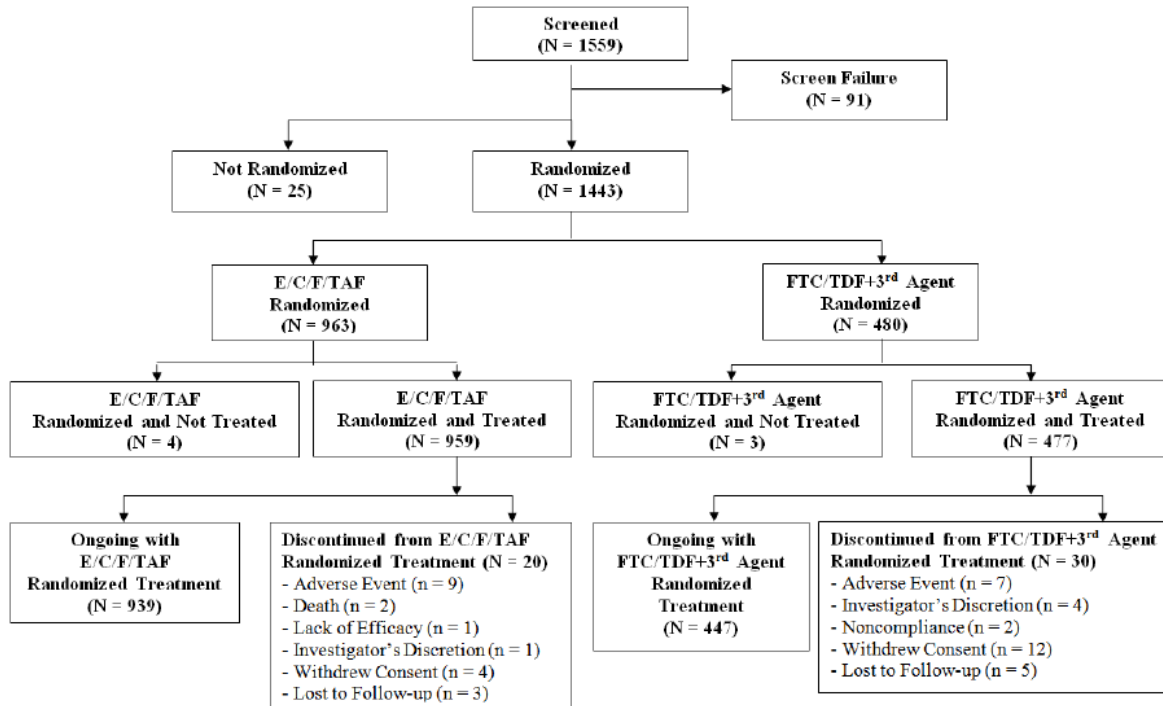 Screened
(N = 1559)
Screen Failure
(N = 91)
Not Randomized
(N = 25)
Randomized
(N = 1443)
E/C/F/TAF
Randomized
(N = 963)
FTC/TDF+3rd Agent
Randomized
(N = 480)
E/C/F/TAF
Randomized and Not Treated
(N = 4)
E/C/F/TAF
Randomized and Treated
(N = 959)
FTC/TDF+3rd Agent
Randomized and Not Treated
(N = 3)
FTC/TDF+3rd Agent
Randomized and Treated
(N = 477)
Ongoing with
E/C/F/TAF
Randomized Treatment
(N = 939)
Discontinued from E/C/F/TAF
Randomized Treatment (N = 20)
- Adverse Event (n = 9)
- Death (n = 2)
- Lack of Efficacy (n = 1)
- Investigator's Discretion (n = 1)
- Withdrew Consent (n = 4)
- Lost to Follow-up (n = 3)
Ongoing with
FTC/TDF+3rd Agent
Randomized
Treatment
(N = 447)
Discontinued from FTC/TDF+3rd Agent
Randomized Treatment (N = 30)
- Adverse Event (n = 7)
- Investigator's Discretion (n = 4)
- Noncompliance (n = 2)
- Withdrew Consent (n = 12)
- Lost to Follow-up (n = 5)